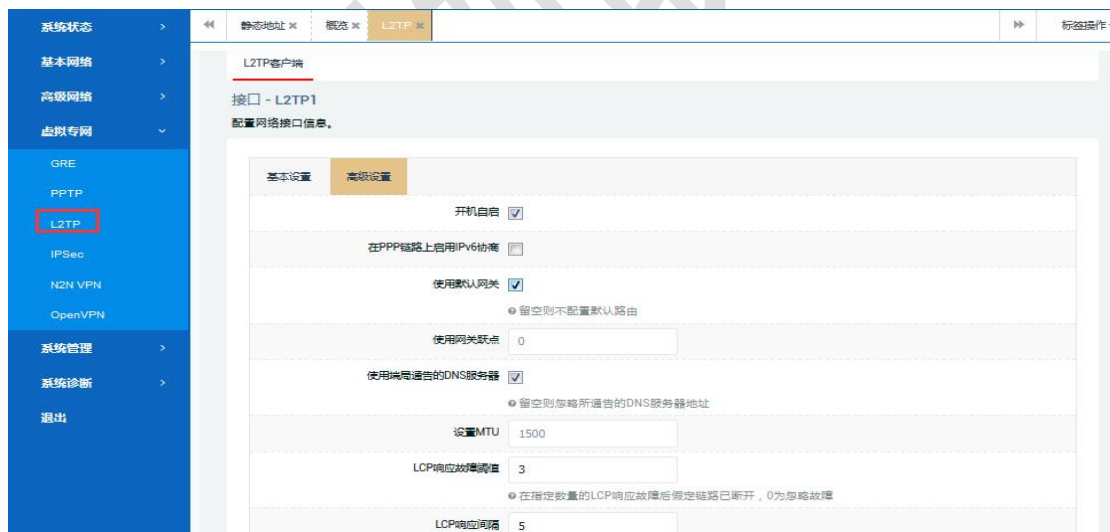 系统状态
基本网络
高级网络
虚拟专网
GRE
PPTP
L2TP
IPSec
N2N VPN
OpenVPN
系统管理
系统诊断
退出
静态地址 × 概览 × L2TP × 标签操作
L2TP客户端
接口 - L2TP1
配置网络接口信息。
基本设置 高级设置
开机自启
在PPP链路上启用IPv6协商
使用默认网关
留空则不配置默认路由
使用网关跃点 0
使用端局通告的DNS服务器
留空则忽略所通告的DNS服务器地址
设置MTU 1500
LCP响应故障阈值 3
在指定数量的LCP响应故障后假定链路已断开，0为忽略故障
LCP响应间隔 5